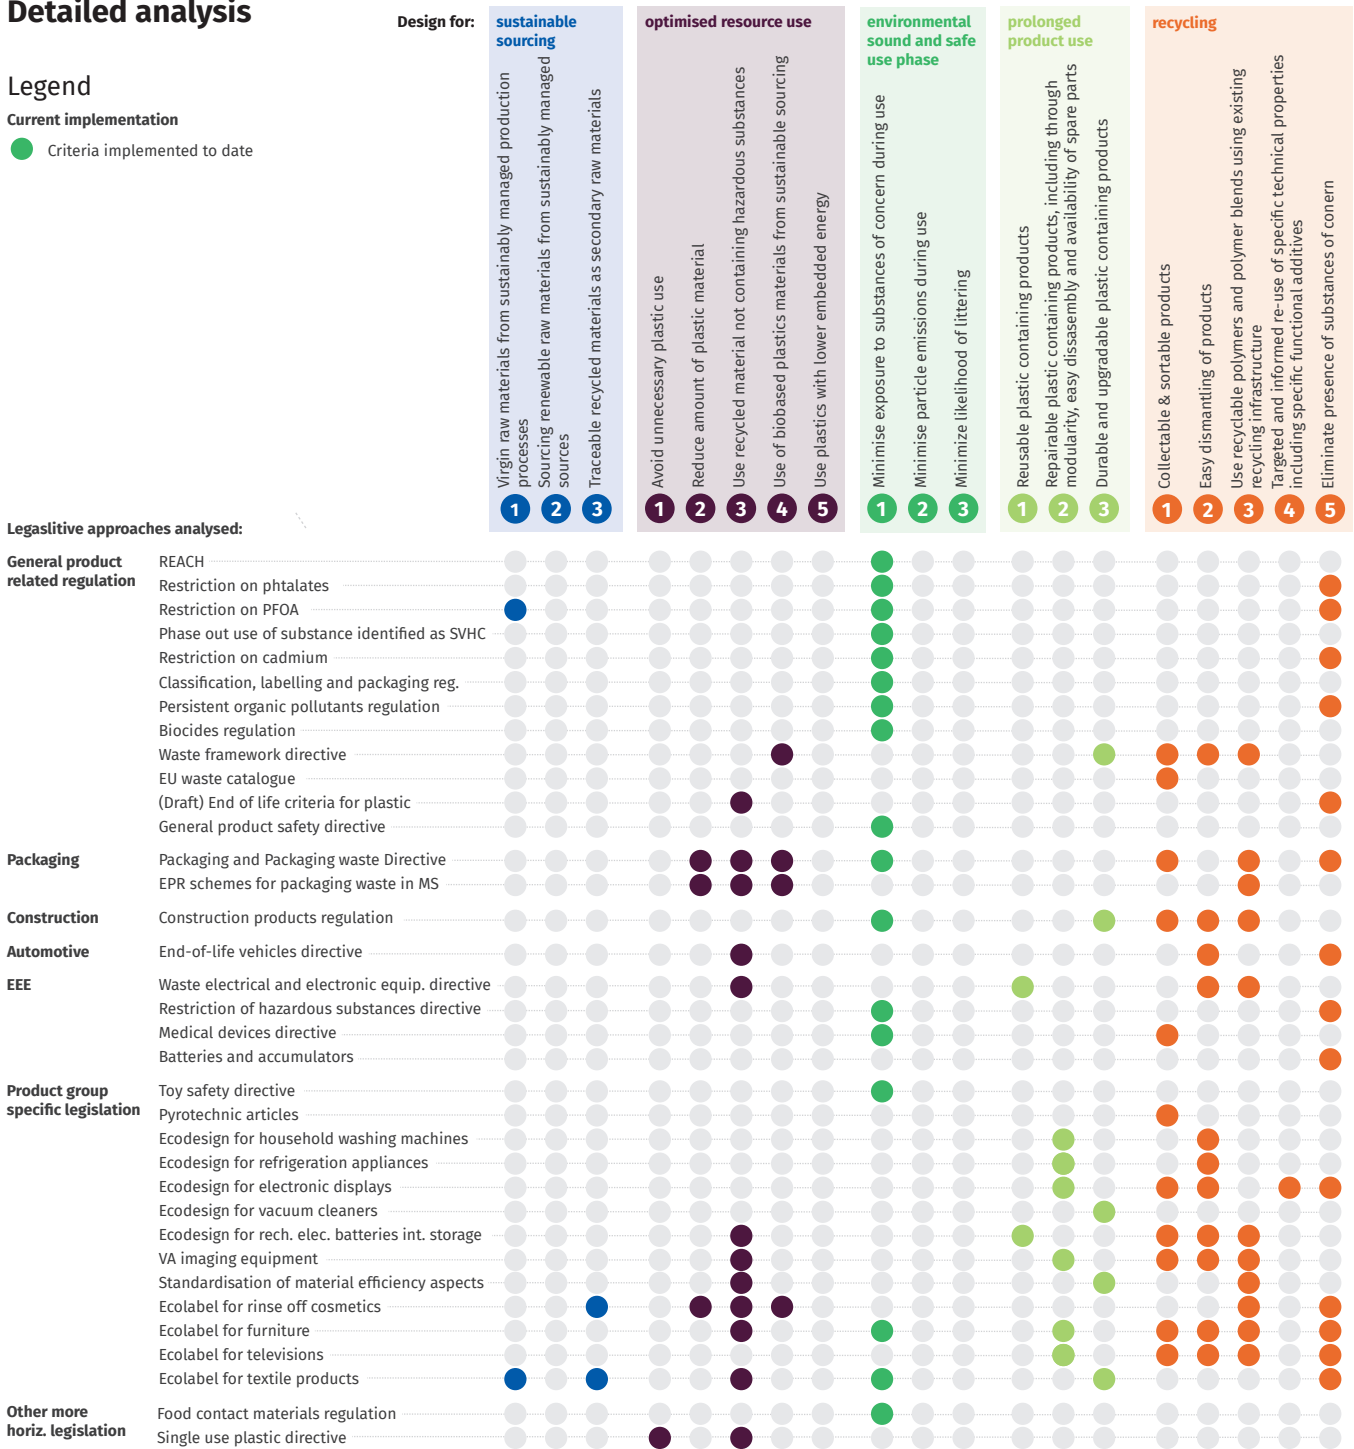 Detailed analysis
Design for:
sustainable
sourcing
optimised resource use
environmental
sound and safe
use phase
prolonged
product use
recycling
Legend
Current implementation
Criteria implemented to date
Virgin raw materials from sustainably managed production
processes
Sourcing renewable raw materials from sustainably managed
sources
Traceable recycled materials as secondary raw materials
Avoid unnecessary plastic use
Reduce amount of plastic material
Use recycled material not containing hazardous substances
Use of biobased plastics materials from sustainable sourcing
Use plastics with lower embedded energy
Minimise exposure to substances of concern during use
Minimise particle emissions during use
Minimize likelihood of littering
Reusable plastic containing products
Repairable plastic containing products, including through
modularity, easy dissasembly and availability of spare parts
Durable and upgradable plastic containing products
Collectable & sortable products
Easy dismanting of products
Use recyclable polymers and polymer blends using existing
recycling infrastructure
Targeted and informed re-use of specific technical properties
including specific functional additives
Eliminate presence of substances of conern
1 2 3 1 2 3 4 5 1 2 3 1 2 3 1 2 3 4 5
Legaslitive approaches analysed:
General product
related regulation
REACH
Restriction on phtalates
Restriction on PFOA
Phase out use of substance identified as SVHC
Restriction on cadmium
Classification, labelling and packaging reg.
Persistent organic pollutants regulation
Biocides regulation
Waste framework directive
EU waste catalogue
(Draft) End of life criteria for plastic
General product safety directive
Packaging
Packaging and Packaging waste Directive
EPR schemes for packaging waste in MS
Construction
Construction products regulation
Automotive
End-of-life vehicles directive
EEE
Waste electrical and electronic equip. directive
Restriction of hazardous substances directive
Medical devices directive
Batteries and accumulators
Product group
specific legislation
Toy safety directive
Pyrotechnic articles
Ecodesign for household washing machines
Ecodesign for refrigeration appliances
Ecodesign for electronic displays
Ecodesign for vacuum cleaners
Ecodesign for rech. elec. batteries int. storage
VA imaging equipment
Standardisation of material efficiency aspects
Ecolabel for rinse off cosmetics
Ecolabel for furniture
Ecolabel for televisions
Ecolabel for textile products
Other more
horiz. legislation
Food contact materials regulation
Single use plastic directive